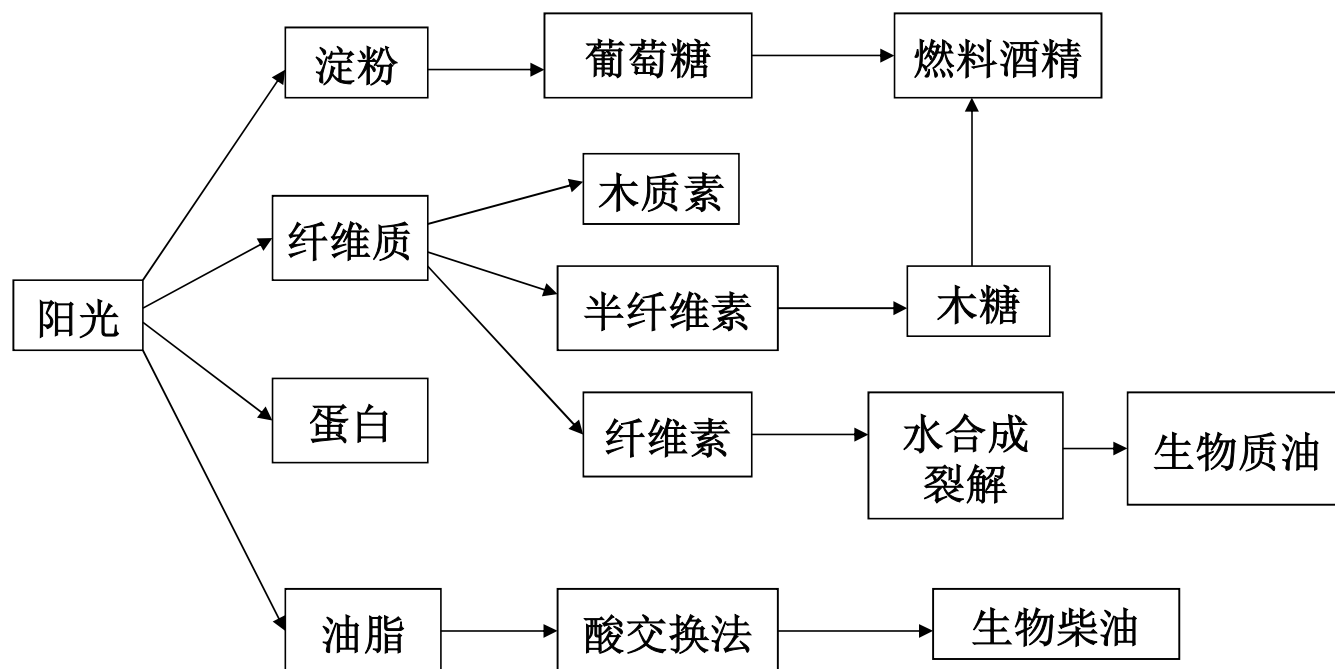 淀粉
葡萄糖
燃料酒精
木质素
纤维质
半纤维素
木糖
阳光
蛋白
纤维素
水合成
裂解
生物质油
油脂
酸交换法
生物柴油